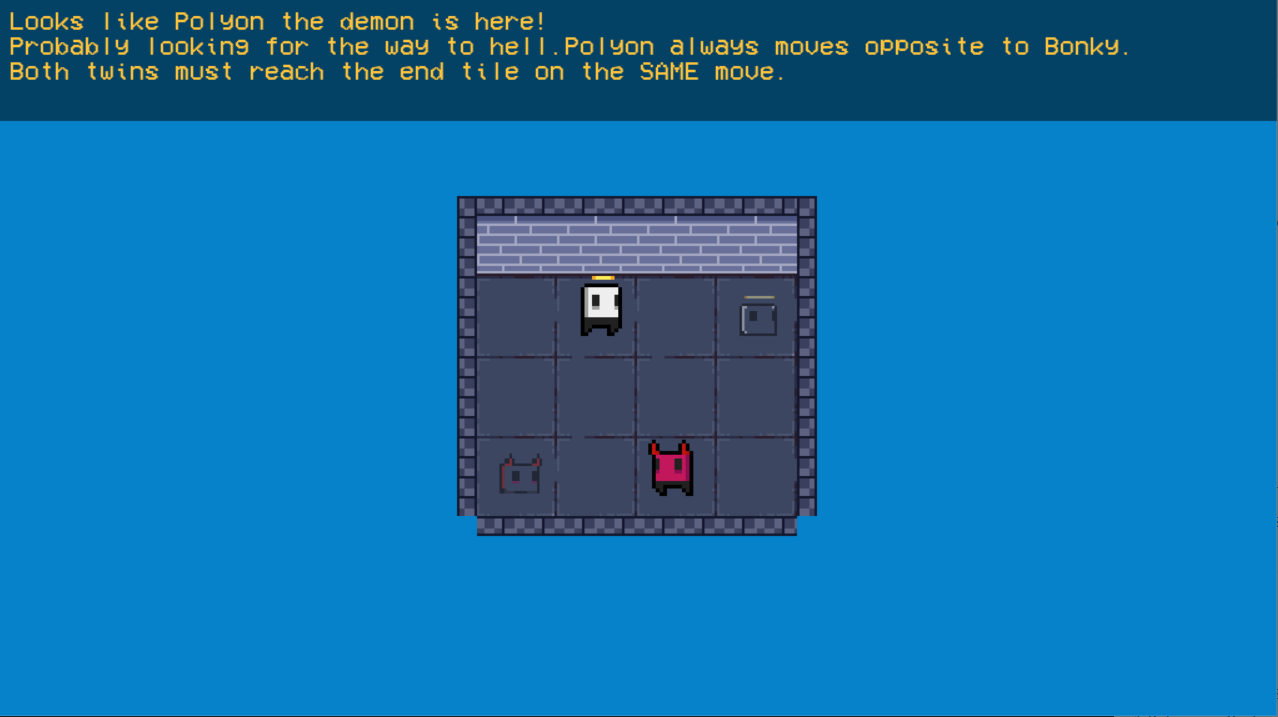 Looks like Polyon the demon is here!
Probably looking for the way to hell.Polyon always moves opposite to Bonky.
Both twins must reach the end tile on the SAME move.